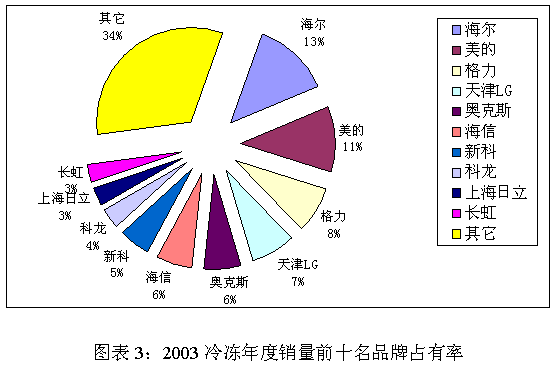 其它
34%
海尔
13%
美的
11%
格力
8%
天津LG
7%
奥克斯
6%
海信
6%
新科
5%
科龙
4%
上海日立
3%
长虹
3%
海尔
美的
格力
天津LG
奥克斯
海信
新科
科龙
上海日立
长虹
其它
图表 3：2003 冷冻年度销量前十名品牌占有率